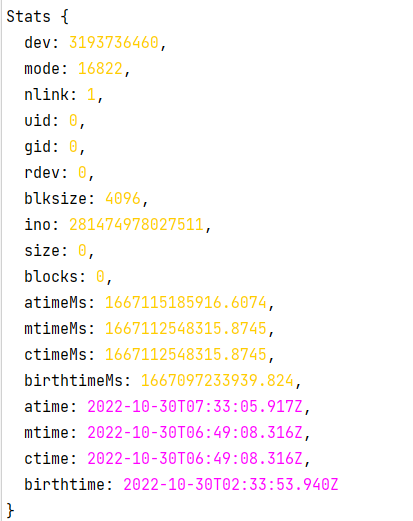 Stats {
  dev: 3193736460,
  mode: 16822,
  nlink: 1,
  uid: 0,
  gid: 0,
  rdev: 0,
  blksize: 4096,
  ino: 281474978027511,
  size: 0,
  blocks: 0,
  atimeMs: 1667115185916.6074,
  mtimeMs: 1667112548315.8745,
  ctimeMs: 1667112548315.8745,
  birthtimeMs: 1667097233939.824,
  atime: 2022-10-30T07:33:05.917Z,
  mtime: 2022-10-30T06:49:08.316Z,
  ctime: 2022-10-30T06:49:08.316Z,
  birthtime: 2022-10-30T02:33:53.940Z
}